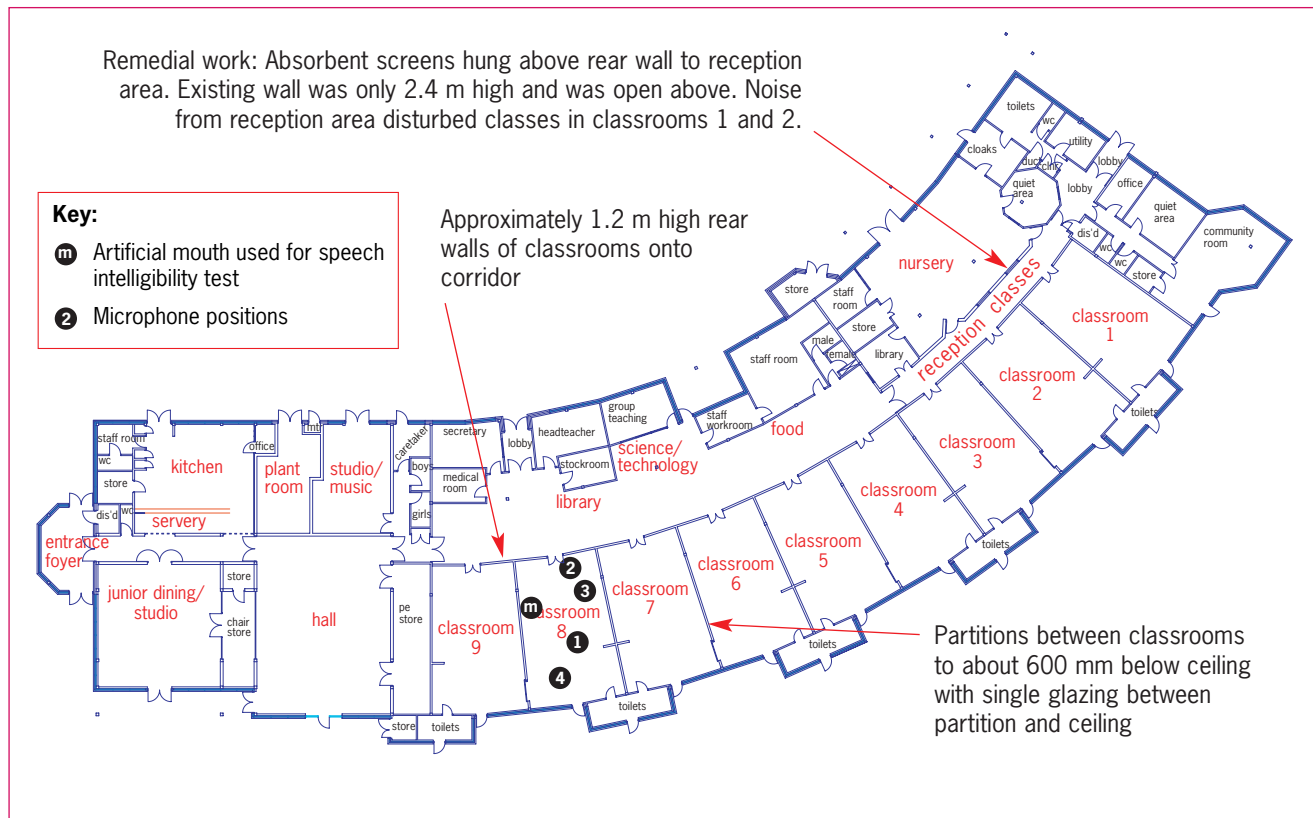 Remedial work: Absorbent screens hung above rear wall to reception
area. Existing wall was only 2.4 m high and was open above. Noise
from reception area disturbed classes in classrooms 1 and 2.
Key:
m Artificial mouth used for speech
intelligibility test
2 Microphone positions
Approximately 1.2 m high rear
walls of classrooms onto
corridor
Partitions between classrooms
to about 600 mm below ceiling
with single glazing between
partition and ceiling
toilets
wc
utility
cloaks
duct
clnr
lobby
quiet
area
lobby
office
quiet
area
community
room
dis'd
wc
wc
store
nursery
reception classes
store
staff
room
store
male
female
library
staff room
staff
workroom
food
group
teaching
headteacher
stockroom
science/
technology
lobby
secretary
medical
room
library
caretaker
boys
girls
staff room
wc
store
dis'd
wc
kitchen
servery
office
plant
room
studio/
music
entrance
foyer
junior dining/
studio
store
chair
store
hall
pe
store
store
toilets
classroom
1
classroom
2
toilets
classroom
3
classroom
4
toilets
classroom
5
classroom
6
toilets
classroom
7
classroom
8
toilets
classroom
9
2
3
m
1
4